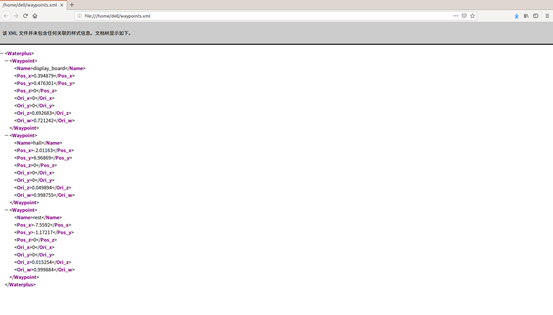 /home/dell/waypoints.xml
file:///home/dell/waypoints.xml
该 XML 文件并未包含任何关联的样式信息。文档树显示如下。
<Waterplus>
<Waypoint>
<Name>display_board</Name>
<Pos_x>0.394879</Pos_x>
<Pos_y>0.476301</Pos_y>
<Pos_z>0</Pos_z>
<Ori_x>0</Ori_x>
<Ori_y>0</Ori_y>
<Ori_z>0.692683</Ori_z>
<Ori_w>0.721242</Ori_w>
</Waypoint>
<Waypoint>
<Name>hall</Name>
<Pos_x>-2.01163</Pos_x>
<Pos_y>6.96869</Pos_y>
<Pos_z>0</Pos_z>
<Ori_x>0</Ori_x>
<Ori_y>0</Ori_y>
<Ori_z>0.049894</Ori_z>
<Ori_w>0.998755</Ori_w>
</Waypoint>
<Waypoint>
<Name>rest</Name>
<Pos_x>-7.5592</Pos_x>
<Pos_y>-1.17217</Pos_y>
<Pos_z>0</Pos_z>
<Ori_x>0</Ori_x>
<Ori_y>0</Ori_y>
<Ori_z>0.015254</Ori_z>
<Ori_w>0.999884</Ori_w>
</Waypoint>
</Waterplus>